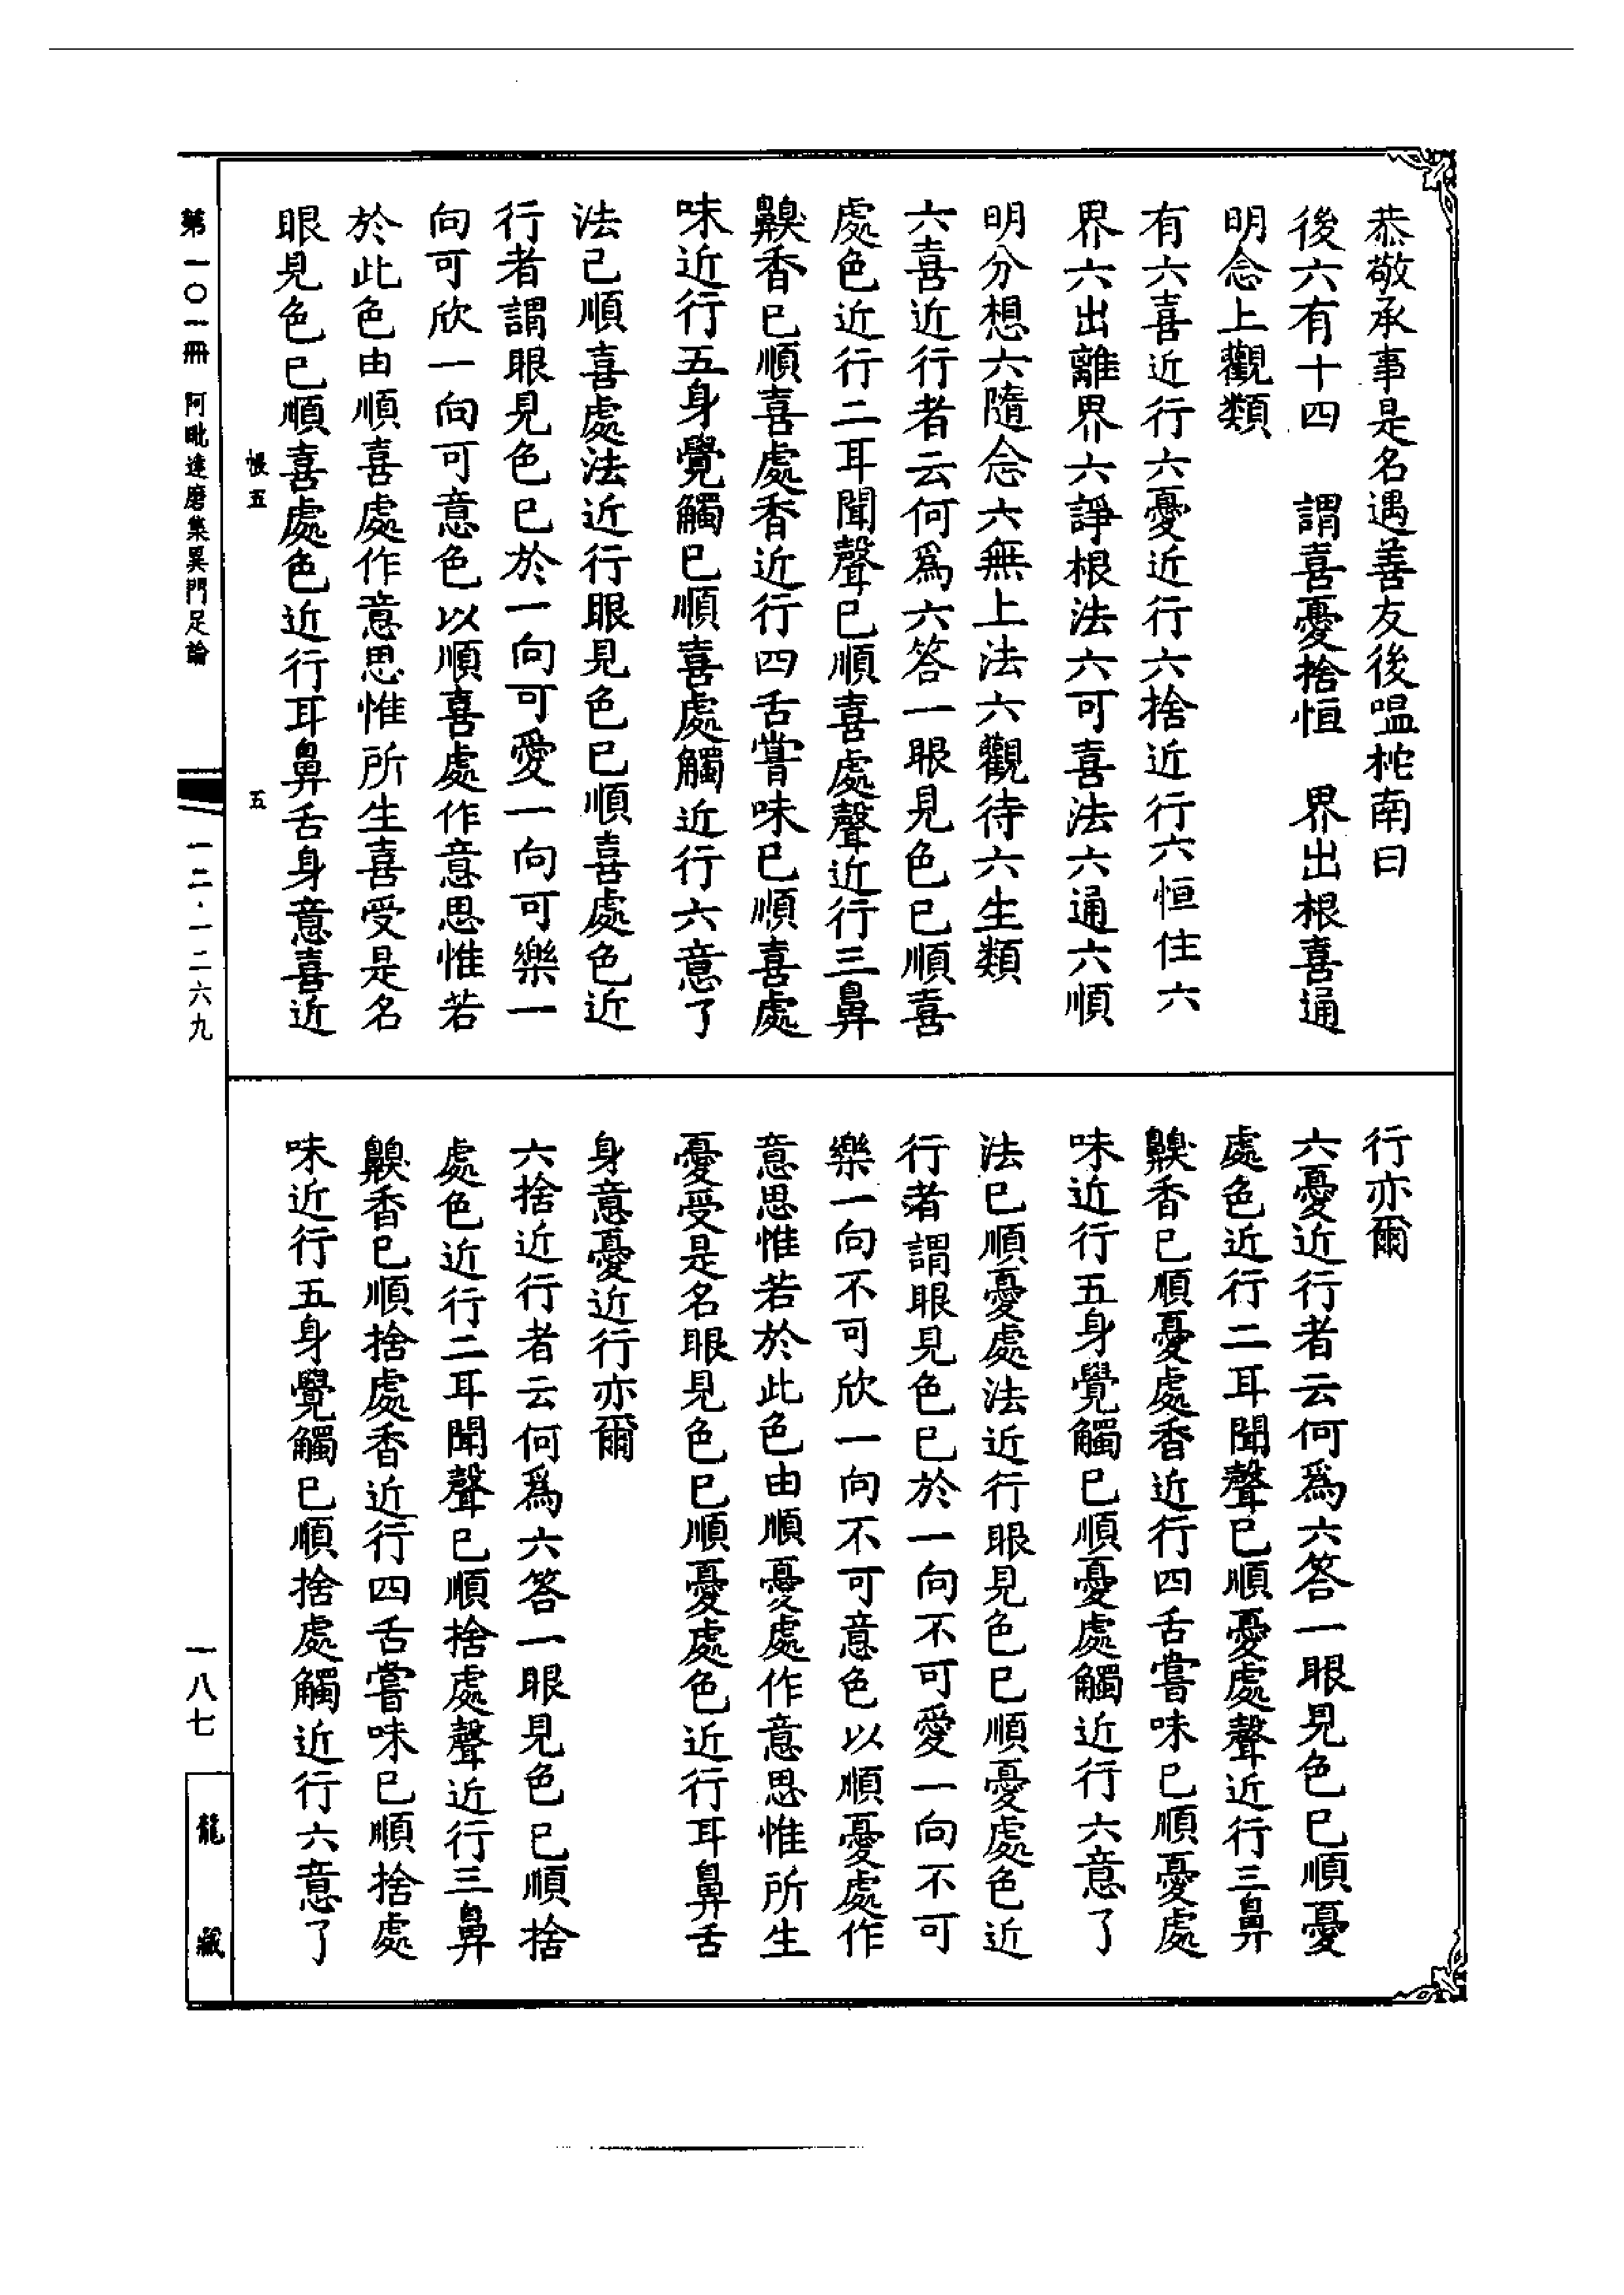 恭敬承事是名遇善友後嗢柁南曰
後六有十四　謂喜憂捨恒　界出根喜通
明念上觀類
有六喜近行六憂近行六捨近行六恒住六
界六出離界六諍根法六可喜法六通六順
明分想六隨念六無上法六觀待六生類
六喜近行者云何爲六答一眼見色已順喜
處色近行二耳聞聲已順喜處聲近行三鼻
齅香已順喜處香近行四舌嘗味已順喜處
味近行五身覺觸已順喜處觸近行六意了
法已順喜處法近行眼見色已順喜處色近
行者謂眼見色已於一向可愛一向可樂一
向可欣一向可意色以順喜處作意思惟若
於此色由順喜處作意思惟所生喜受是名
眼見色已順喜處色近行耳鼻舌身意喜近
行亦爾
六憂近行者云何爲六答一眼見色已順憂
處色近行二耳聞聲已順憂處聲近行三鼻
齅香已順憂處香近行四舌嘗味已順憂處
味近行五身覺觸已順憂處觸近行六意了
法已順憂處法近行眼見色已順憂處色近
行者謂眼見色已於一向不可愛一向不可
樂一向不可欣一向不可意色以順憂處作
意思惟若於此色由順憂處作意思惟所生
憂受是名眼見色已順憂處色近行耳鼻舌
身意憂近行亦爾
六捨近行者云何爲六答一眼見色已順捨
處色近行二耳聞聲已順捨處聲近行三鼻
齅香已順捨處香近行四舌嘗味已順捨處
味近行五身覺觸已順捨處觸近行六意了
悵五　五
第一〇一冊　阿毗達磨集異門足論　一二·一二六九　一八七　龍藏